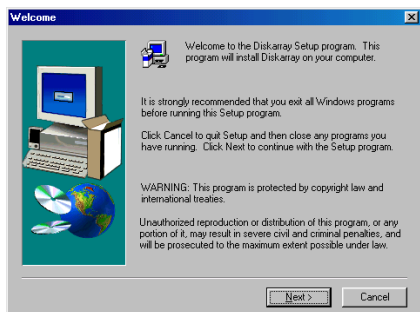 Welcome
Welcome to the Diskarray Setup program. This
program will install Diskarray on your computer.
It is strongly recommended that you exit all Windows programs
before running this Setup program.
Click Cancel to quit Setup and then close any programs you
have running. Click Next to continue with the Setup program.
WARNING: This program is protected by copyright law and
international treaties.
Unauthorized reproduction or distribution of this program, or any
portion of it, may result in severe civil and criminal penalties, and
will be prosecuted to the maximum extent possible under law.
Next >
Cancel